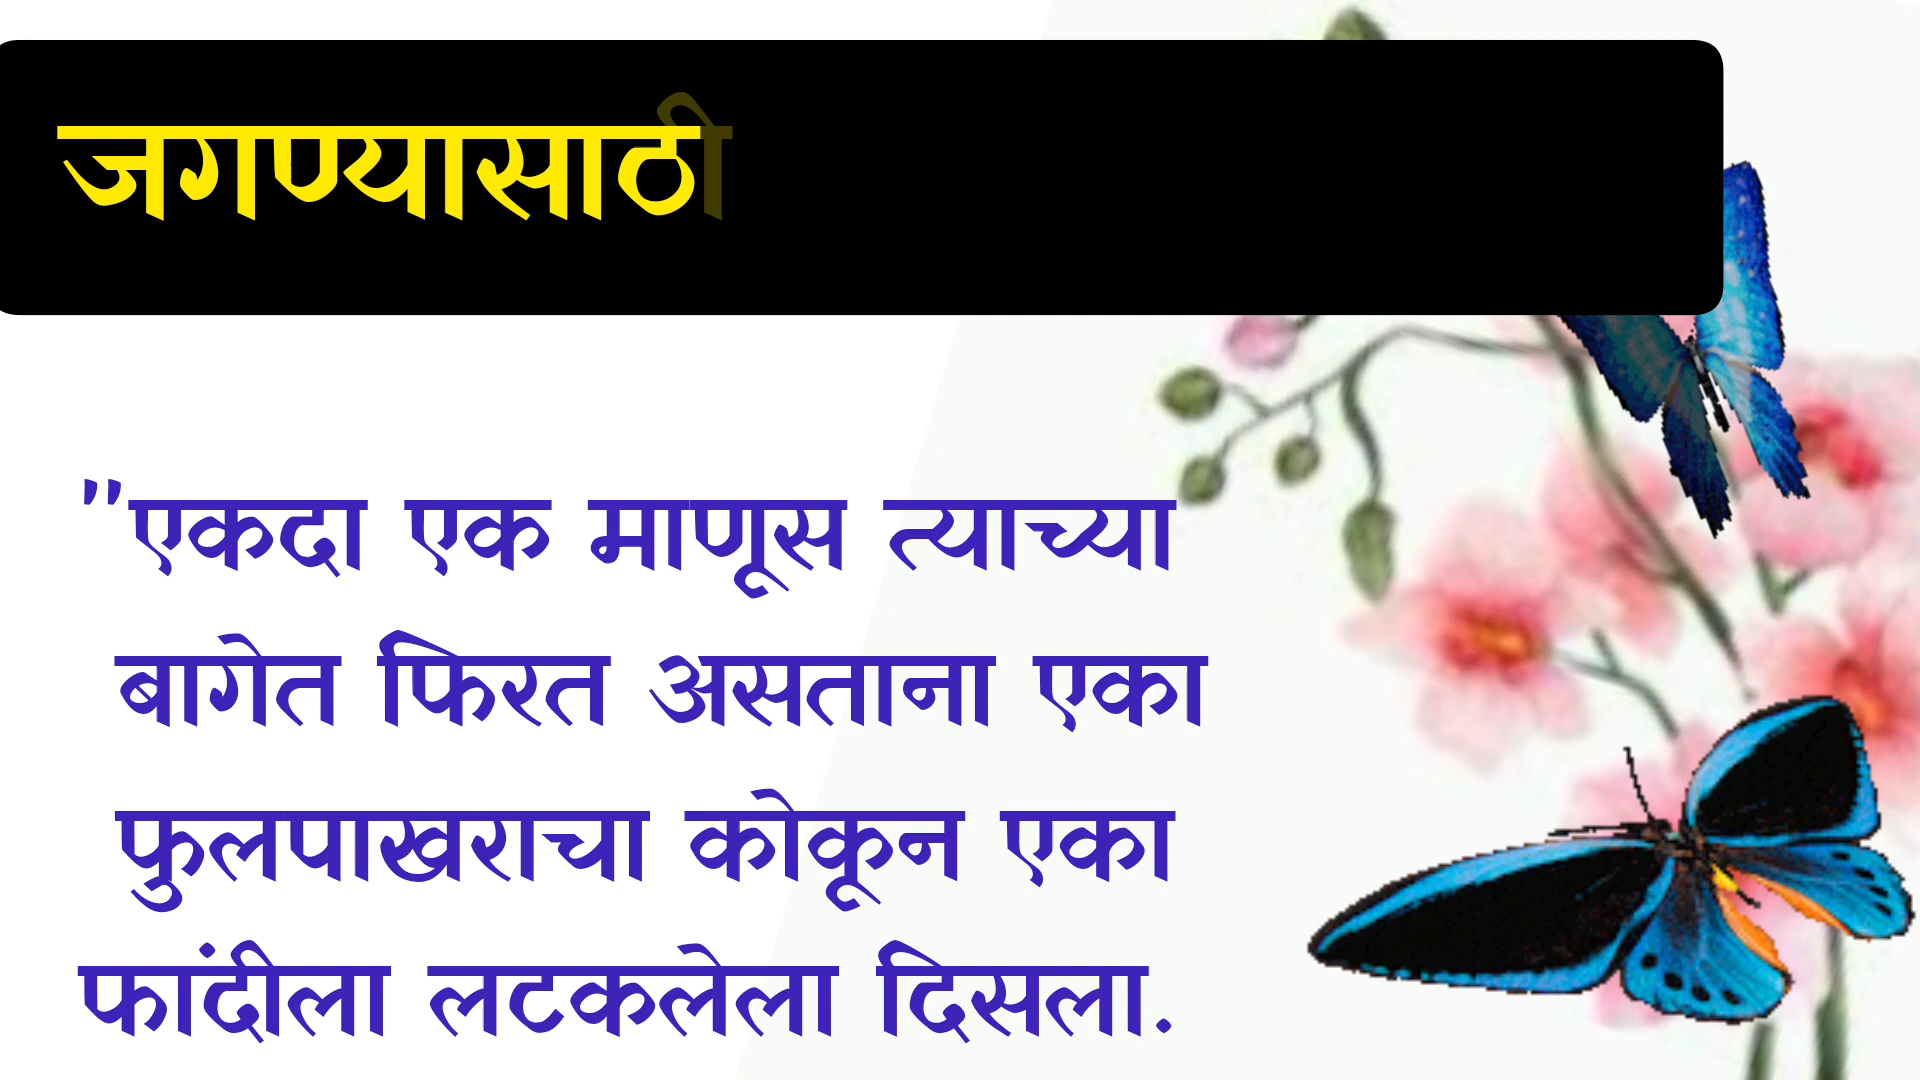 जगण्यासाठी
"एकदा एक माणूस त्याच्या
बागेत फिरत असताना एका
फुलपाखराचा कोकून एका
फांदीला लटकलेला दिसला.